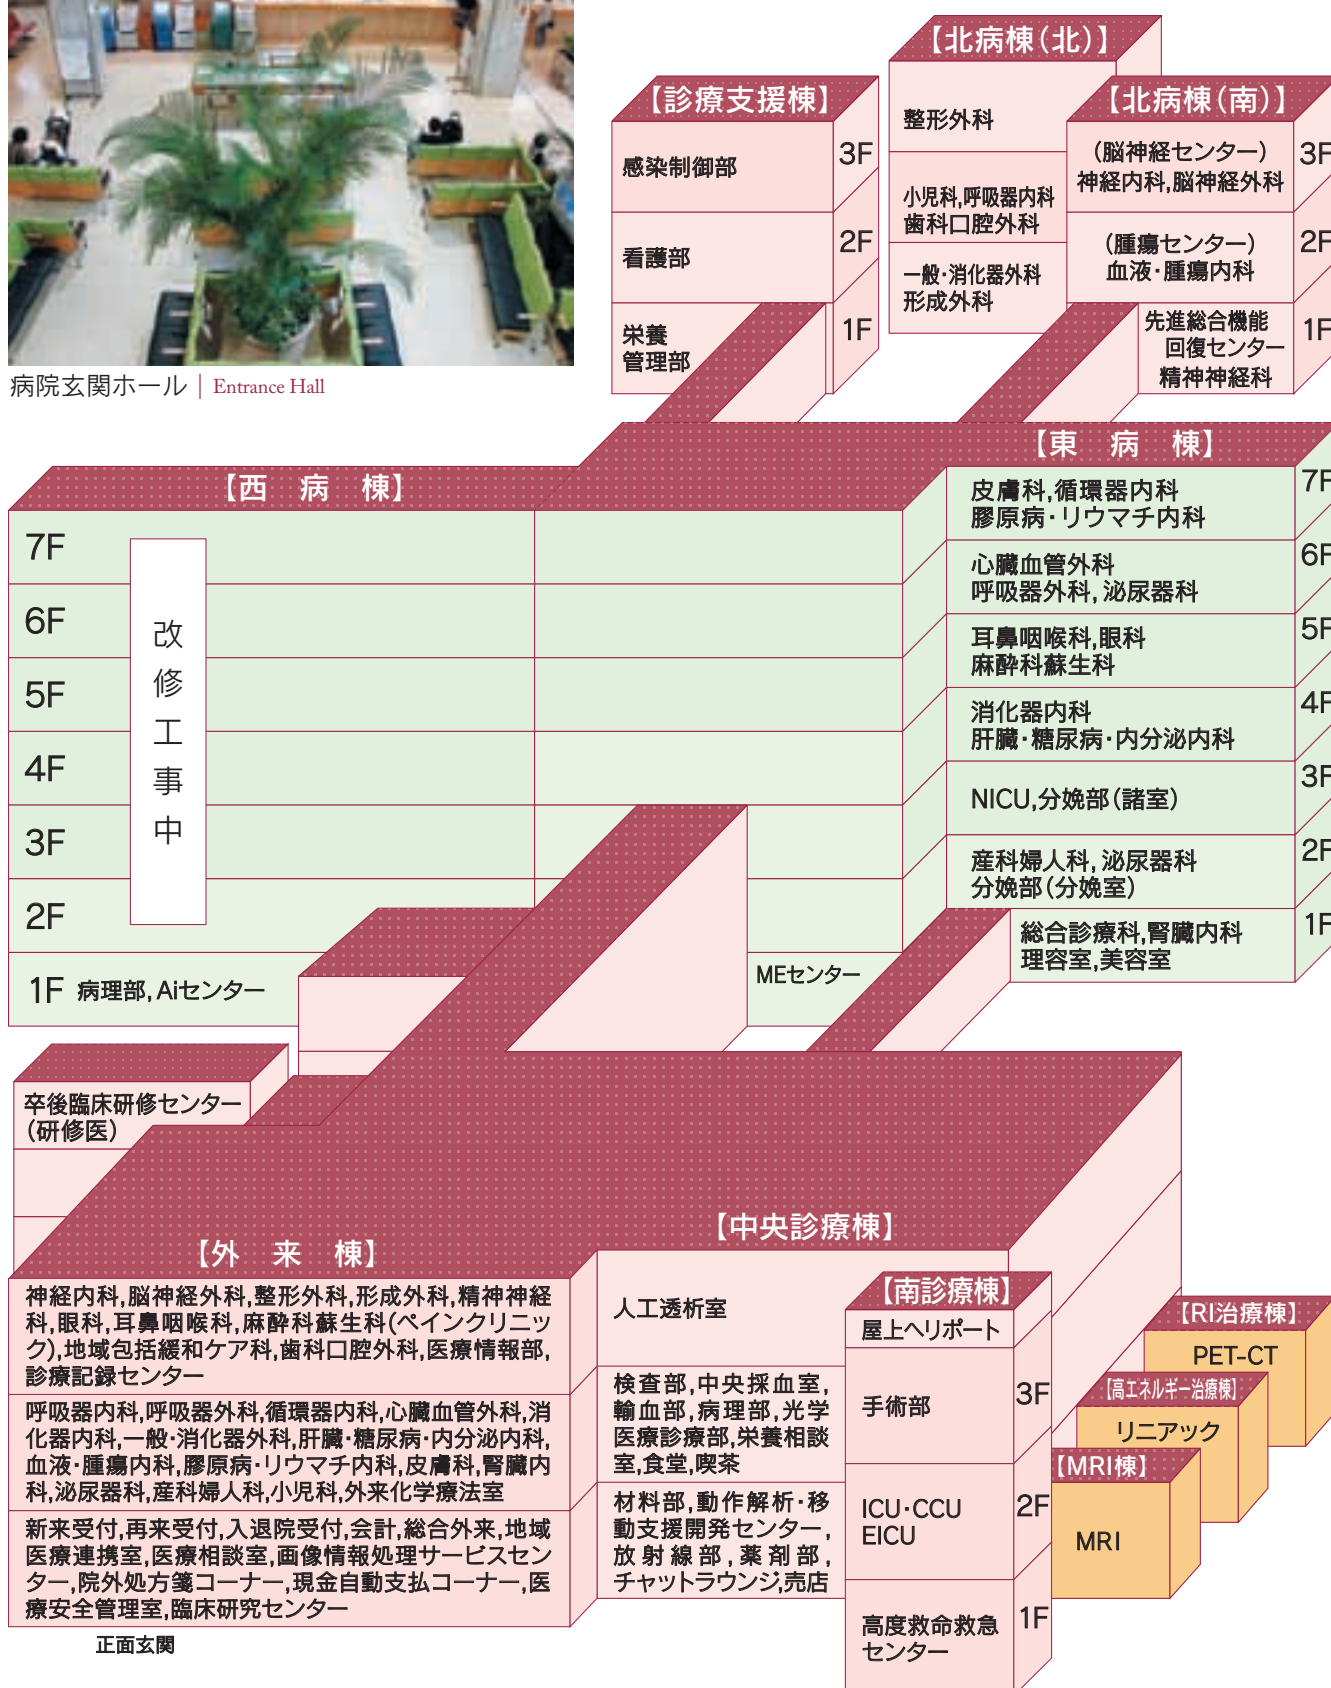 病院玄関ホール | Entrance Hall
【診療支援棟】
感染制御部
3F
看護部
2F
栄養
管理部
1F
【北病棟(北)】
整形外科
小児科,呼吸器内科
歯科口腔外科
一般・消化器外科
形成外科
【北病棟(南)】
(脳神経センター)
神経内科,脳神経外科
3F
(腫瘍センター)
血液・腫瘍内科
2F
先進総合機能
回復センター
精神神経科
1F
【西 病 棟】
7F
6F
5F
4F
3F
2F
改修工事中
1F 病理部,Aiセンター
MEセンター
【東 病 棟】
皮膚科,循環器内科
膠原病・リウマチ内科
7F
心臓血管外科
呼吸器外科,泌尿器科
6F
耳鼻咽喉科,眼科
麻酔科蘇生科
5F
消化器内科
肝臓・糖尿病・内分泌内科
4F
NICU,分娩部(諸室)
3F
産科婦人科,泌尿器科
分娩部(分娩室)
2F
総合診療科,腎臓内科
理容室,美容室
1F
卒後臨床研修センター
(研修医)
【外 来 棟】
神経内科,脳神経外科,整形外科,形成外科,精神神経
科,眼科,耳鼻咽喉科,麻酔科蘇生科(ペインクリニッ
ク),地域包括緩和ケア科,歯科口腔外科,医療情報部,
診療記録センター
呼吸器内科,呼吸器外科,循環器内科,心臓血管外科,消
化器内科,一般・消化器外科,肝臓・糖尿病・内分泌内科,
血液・腫瘍内科,膠原病・リウマチ内科,皮膚科,腎臓内
科,泌尿器科,産科婦人科,小児科,外来化学療法室
新来受付,再来受付,入退院受付,会計,総合外来,地域
医療連携室,医療相談室,画像情報処理サービスセン
ター,院外処方箋コーナー,現金自動支払コーナー,医
療安全管理室,臨床研究センター
正面玄関
【中央診療棟】
人工透析室
検査部,中央採血室,
輸血部,病理部,光学
医療診療部,栄養相談
室,食堂,喫茶
材料部,動作解析・移
動支援開発センター,
放射線部,薬剤部,
チャットラウンジ,売店
【南診療棟】
屋上ヘリポート
手術部
3F
ICU・CCU
EICU
2F
高度救命救急
センター
1F
【RI治療棟】
PET-CT
【高エネルギー治療棟】
リニアック
【MRI棟】
MRI